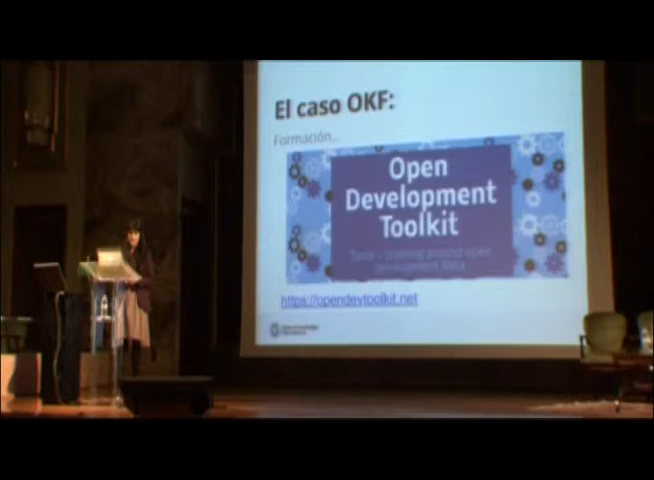 El caso OKF:
Formación...
Open
Development
Toolkit
https://opendevtoolkit.net